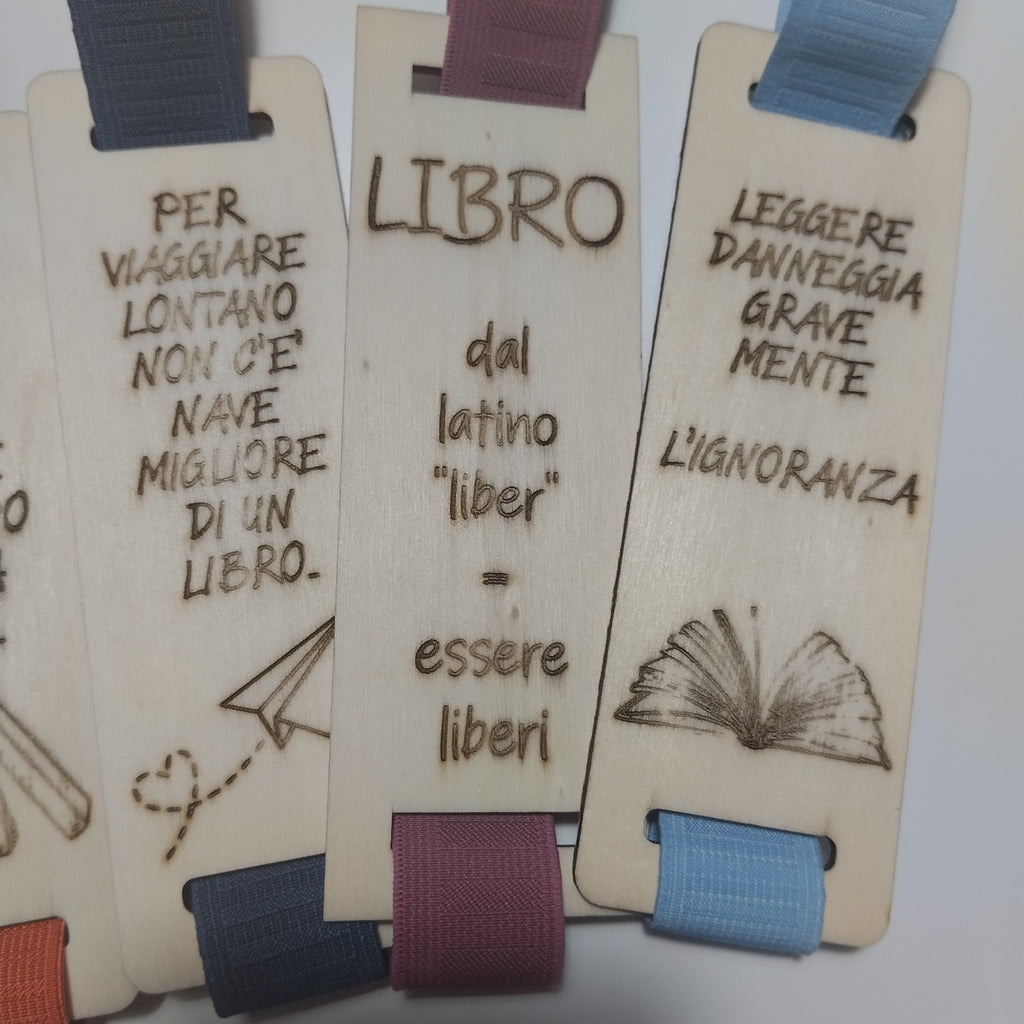 PER
VIAGGIARE
LONTANO
NON C'E'
NAVE
MIGLIORE
DI UN
LIBRO.
LIBRO
dal
latino
"liber"
=
essere
liberi
LEGGERE
DANNEGGIA
GRAVE
MENTE
L'IGNORANZA